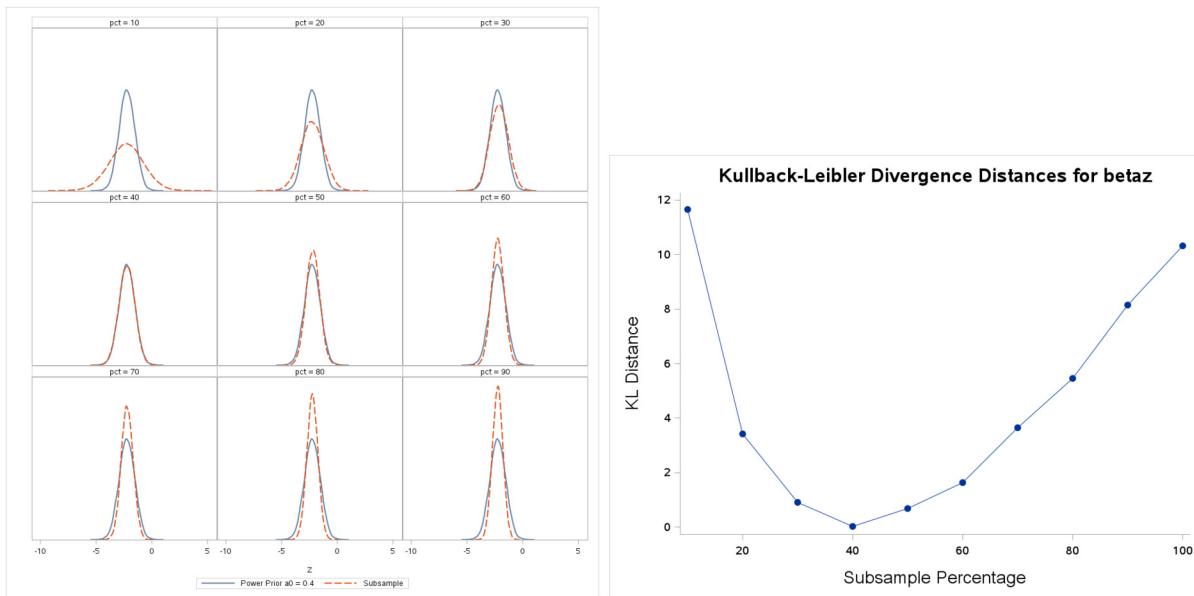 pct = 10 pct = 20 pct = 30
pct = 40 pct = 50 pct = 60
pct = 70 pct = 80 pct = 90
-10 -5 0 5 -10 -5 0 5 -10 -5 0 5
z
Power Prior a0 = 0.4 Subsample
Kullback-Leibler Divergence Distances for betaz
12
10
8
6
4
2
0
KL Distance
20 40 60 80 100
Subsample Percentage